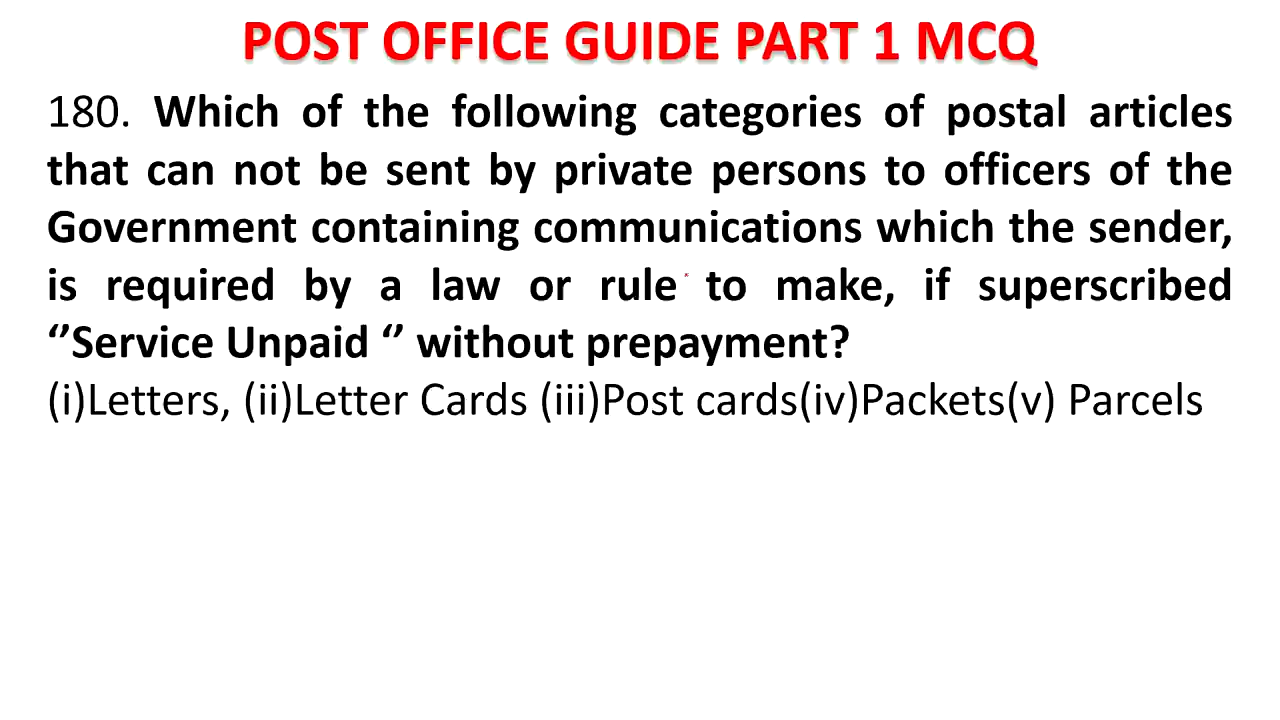 POST OFFICE GUIDE PART 1 MCQ
180. Which of the following categories of postal articles
that can not be sent by private persons to officers of the
Government containing communications which the sender,
is required by a law or rule to make, if superscribed
‘’Service Unpaid ‘’ without prepayment?
(i)Letters, (ii)Letter Cards (iii)Post cards(iv)Packets(v) Parcels